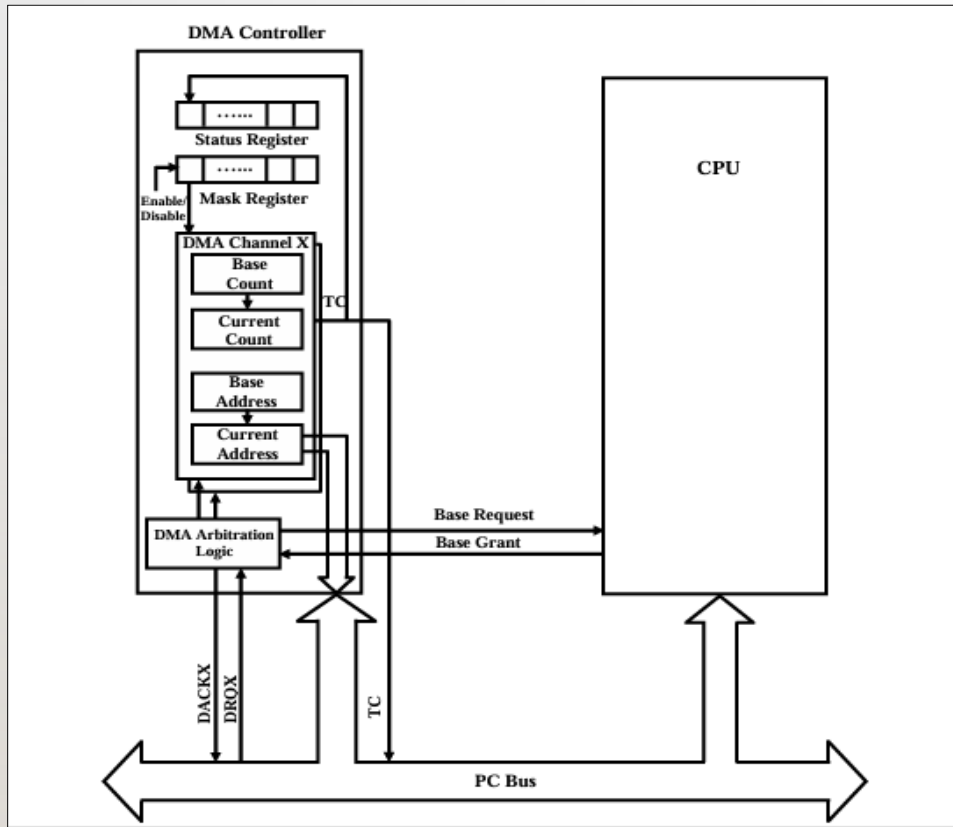 DMA Controller
…...
Status Register
…...
Mask Register
Enable/
Disable
DMA Channel X
Base
Count
TC
Current
Count
Base
Address
Current
Address
DMA Arbitration
Logic
CPU
Base Request
Base Grant
DACKX
DRQX
TC
PC Bus